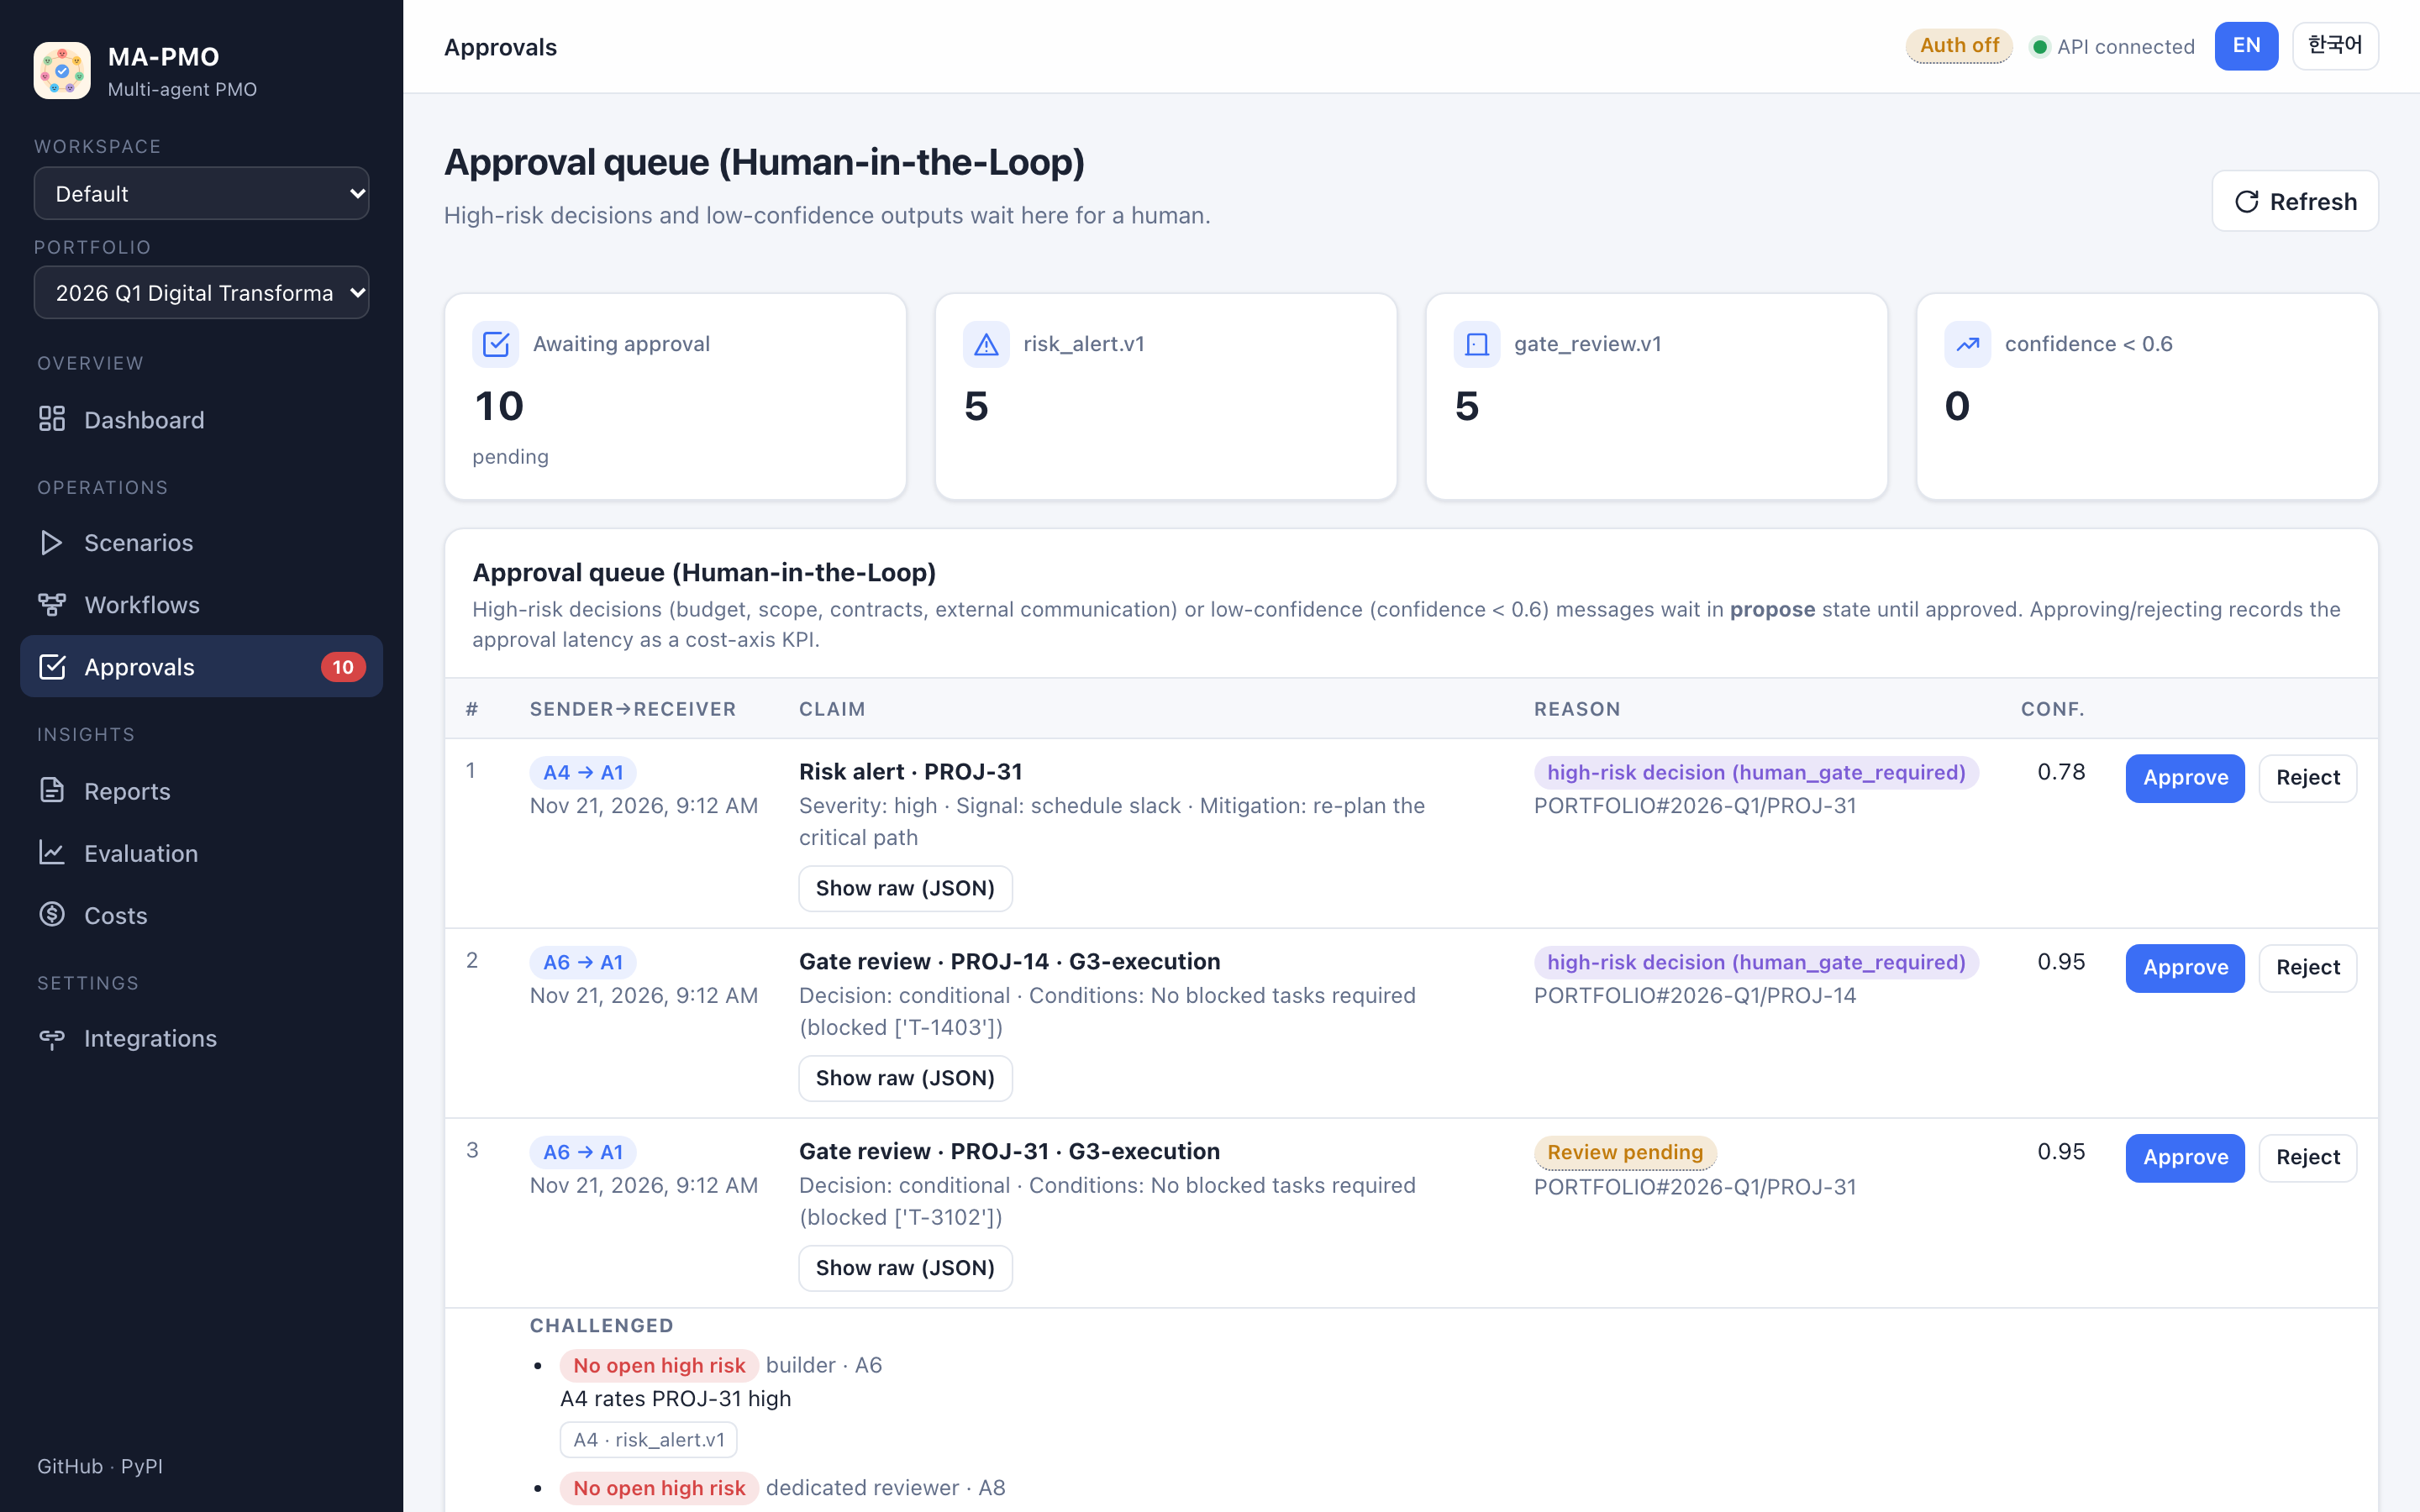 MA-PMO
Multi-agent PMO
WORKSPACE
Default
PORTFOLIO
2026 Q1 Digital Transforma
OVERVIEW
Dashboard
OPERATIONS
Scenarios
Workflows
Approvals
10
INSIGHTS
Reports
Evaluation
Costs
SETTINGS
Integrations
GitHub · PyPI
Approvals
Auth off
API connected
EN
한국어
Approval queue (Human-in-the-Loop)
High-risk decisions and low-confidence outputs wait here for a human.
Refresh
Awaiting approval
10
pending
risk_alert.v1
5
gate_review.v1
5
confidence < 0.6
0
Approval queue (Human-in-the-Loop)
High-risk decisions (budget, scope, contracts, external communication) or low-confidence (confidence < 0.6) messages wait in propose state until approved. Approving/rejecting records the
approval latency as a cost-axis KPI.
# SENDER→RECEIVER CLAIM REASON CONF.
1
A4 → A1
Nov 21, 2026, 9:12 AM
Risk alert · PROJ-31
Severity: high · Signal: schedule slack · Mitigation: re-plan the
critical path
Show raw (JSON)
high-risk decision (human_gate_required)
PORTFOLIO#2026-Q1/PROJ-31
0.78
Approve
Reject
2
A6 → A1
Nov 21, 2026, 9:12 AM
Gate review · PROJ-14 · G3-execution
Decision: conditional · Conditions: No blocked tasks required
(blocked ['T-1403'])
Show raw (JSON)
high-risk decision (human_gate_required)
PORTFOLIO#2026-Q1/PROJ-14
0.95
Approve
Reject
3
A6 → A1
Nov 21, 2026, 9:12 AM
Gate review · PROJ-31 · G3-execution
Decision: conditional · Conditions: No blocked tasks required
(blocked ['T-3102'])
Show raw (JSON)
Review pending
PORTFOLIO#2026-Q1/PROJ-31
0.95
Approve
Reject
CHALLENGED
• No open high risk builder · A6
A4 rates PROJ-31 high
A4 · risk_alert.v1
• No open high risk dedicated reviewer · A8